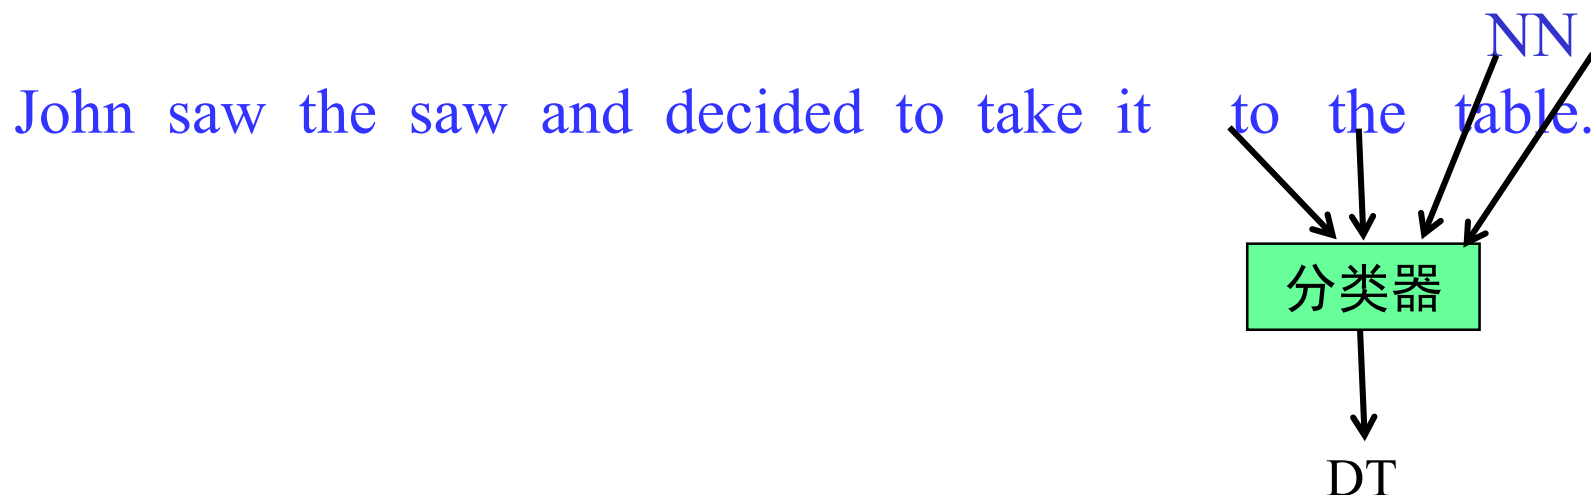 NN
John saw the saw and decided to take it to the table.
分类器
DT